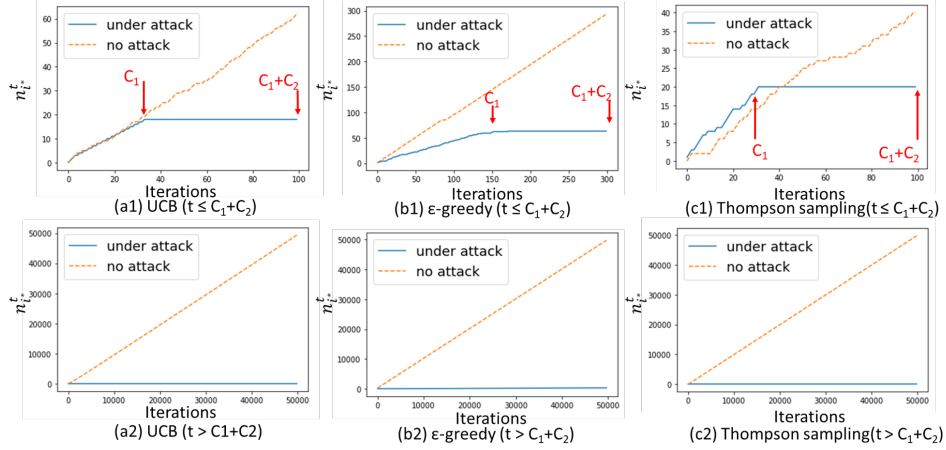 under attack
no attack
C₁
C₁+C₂
n_{i*}^t
60
50
40
30
20
10
0
0 20 40 60 80 100
Iterations
(a1) UCB (t ≤ C₁+C₂)
under attack
no attack
C₁
C₁+C₂
n_{i*}^t
300
250
200
150
100
50
0
0 50 100 150 200 250 300
Iterations
(b1) ε-greedy (t ≤ C₁+C₂)
under attack
no attack
C₁
C₁+C₂
n_{i*}^t
40
35
30
25
20
15
10
5
0
0 20 40 60 80 100
Iterations
(c1) Thompson sampling(t ≤ C₁+C₂)
under attack
no attack
n_{i*}^t
50000
40000
30000
20000
10000
0
0 10000 20000 30000 40000 50000
Iterations
(a2) UCB (t > C1+C2)
under attack
no attack
n_{i*}^t
50000
40000
30000
20000
10000
0
0 10000 20000 30000 40000 50000
Iterations
(b2) ε-greedy (t > C₁+C₂)
under attack
no attack
n_{i*}^t
50000
40000
30000
20000
10000
0
0 10000 20000 30000 40000 50000
Iterations
(c2) Thompson sampling(t > C₁+C₂)